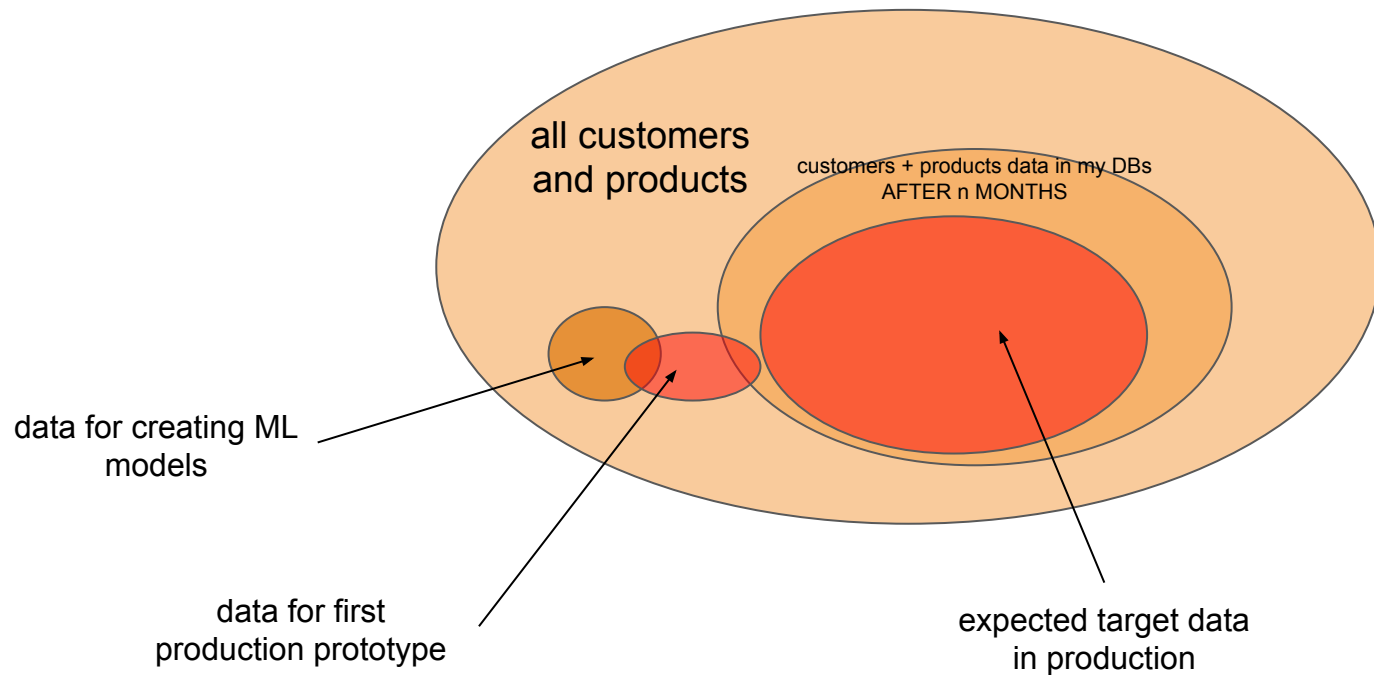 all customers
and products
customers + products data in my DBs
AFTER n MONTHS
data for creating ML
models
data for first
production prototype
expected target data
in production